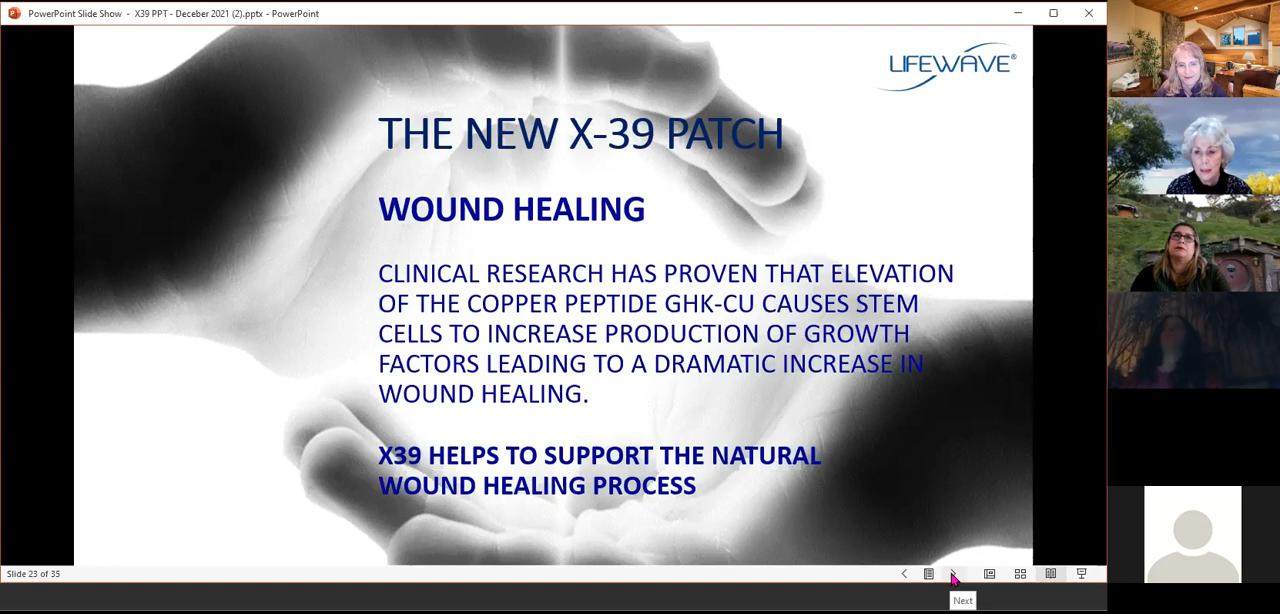 PowerPoint Slide Show - X39 PPT - Deceber 2021 (2).pptx - PowerPoint
LIFEWAVE®
THE NEW X-39 PATCH
WOUND HEALING
CLINICAL RESEARCH HAS PROVEN THAT ELEVATION
OF THE COPPER PEPTIDE GHK-CU CAUSES STEM
CELLS TO INCREASE PRODUCTION OF GROWTH
FACTORS LEADING TO A DRAMATIC INCREASE IN
WOUND HEALING.
X39 HELPS TO SUPPORT THE NATURAL
WOUND HEALING PROCESS
Slide 23 of 35
Next